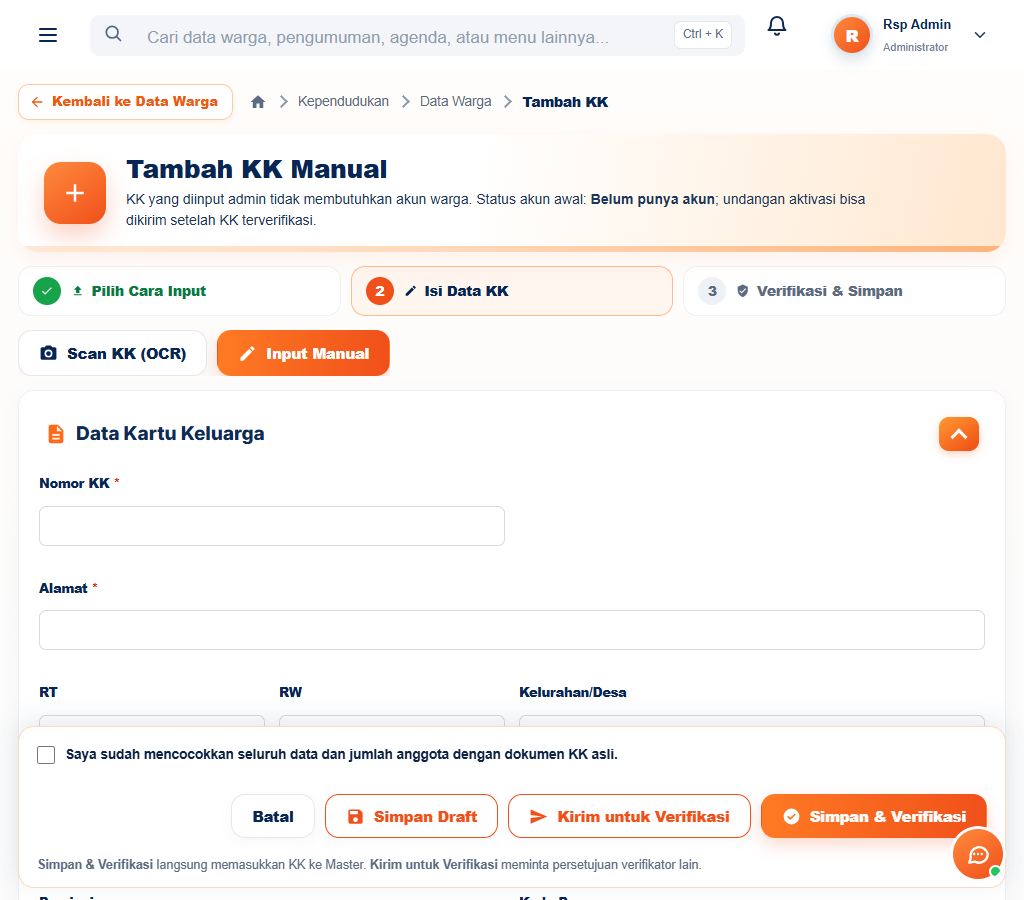 Cari data warga, pengumuman, agenda, atau menu lainnya...
Ctrl + K
R
Rsp Admin
Administrator
Kembali ke Data Warga
Kependudukan
Data Warga
Tambah KK
Tambah KK Manual
KK yang diinput admin tidak membutuhkan akun warga. Status akun awal: Belum punya akun; undangan aktivasi bisa
dikirim setelah KK terverifikasi.
Pilih Cara Input
2 Isi Data KK
3 Verifikasi & Simpan
Scan KK (OCR)
Input Manual
Data Kartu Keluarga
Nomor KK *
Alamat *
RT
RW
Kelurahan/Desa
Saya sudah mencocokkan seluruh data dan jumlah anggota dengan dokumen KK asli.
Batal
Simpan Draft
Kirim untuk Verifikasi
Simpan & Verifikasi
Simpan & Verifikasi langsung memasukkan KK ke Master. Kirim untuk Verifikasi meminta persetujuan verifikator lain.